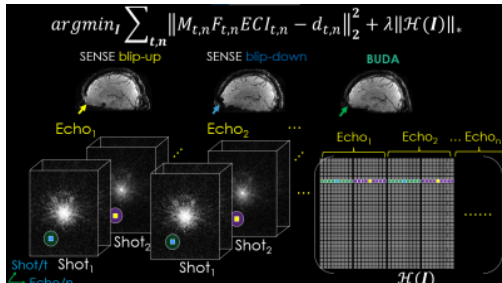 argmin_I ∑_{t,n} ‖M_{t,n}F_{t,n}ECI_{t,n} − d_{t,n}‖₂² + λ‖ℋ(I)‖_*
SENSE blip-up SENSE blip-down BUDA
Echo₁ Echo₂ ...
Echo₁ Echo₂ ... Echoₙ
Shot₂ Shot₂
Shot₁ Shot₁
Shot/t
Echo/n
ℋ(I)